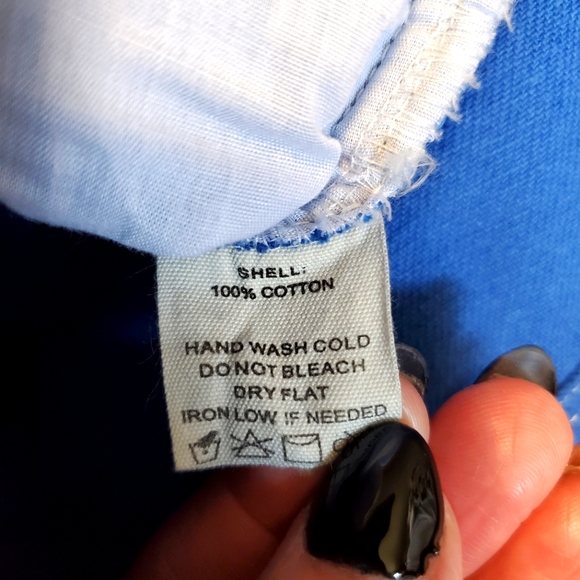 SHELL:
100% COTTON
HAND WASH COLD
DO NOT BLEACH
DRY FLAT
IRON LOW IF NEEDED